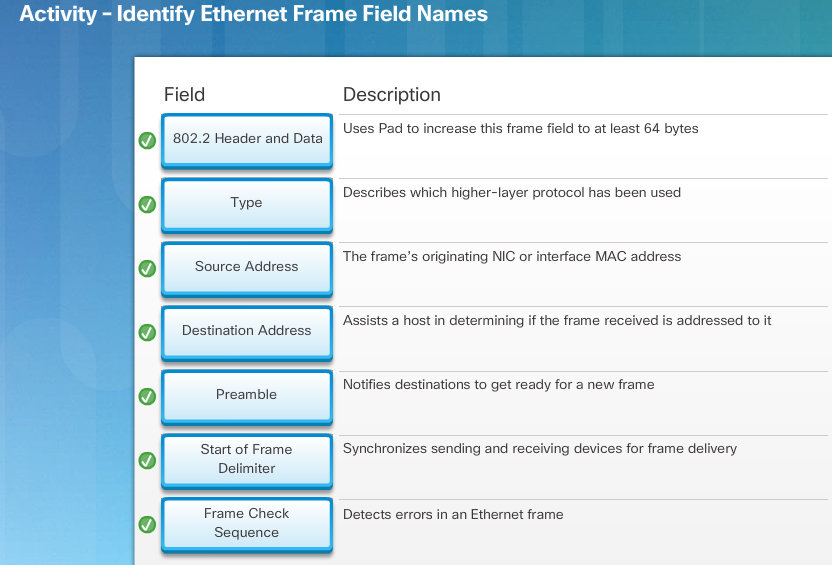 Activity – Identify Ethernet Frame Field Names
Field Description
802.2 Header and Data Uses Pad to increase this frame field to at least 64 bytes
Type Describes which higher-layer protocol has been used
Source Address The frame's originating NIC or interface MAC address
Destination Address Assists a host in determining if the frame received is addressed to it
Preamble Notifies destinations to get ready for a new frame
Start of Frame
Delimiter
Synchronizes sending and receiving devices for frame delivery
Frame Check
Sequence
Detects errors in an Ethernet frame